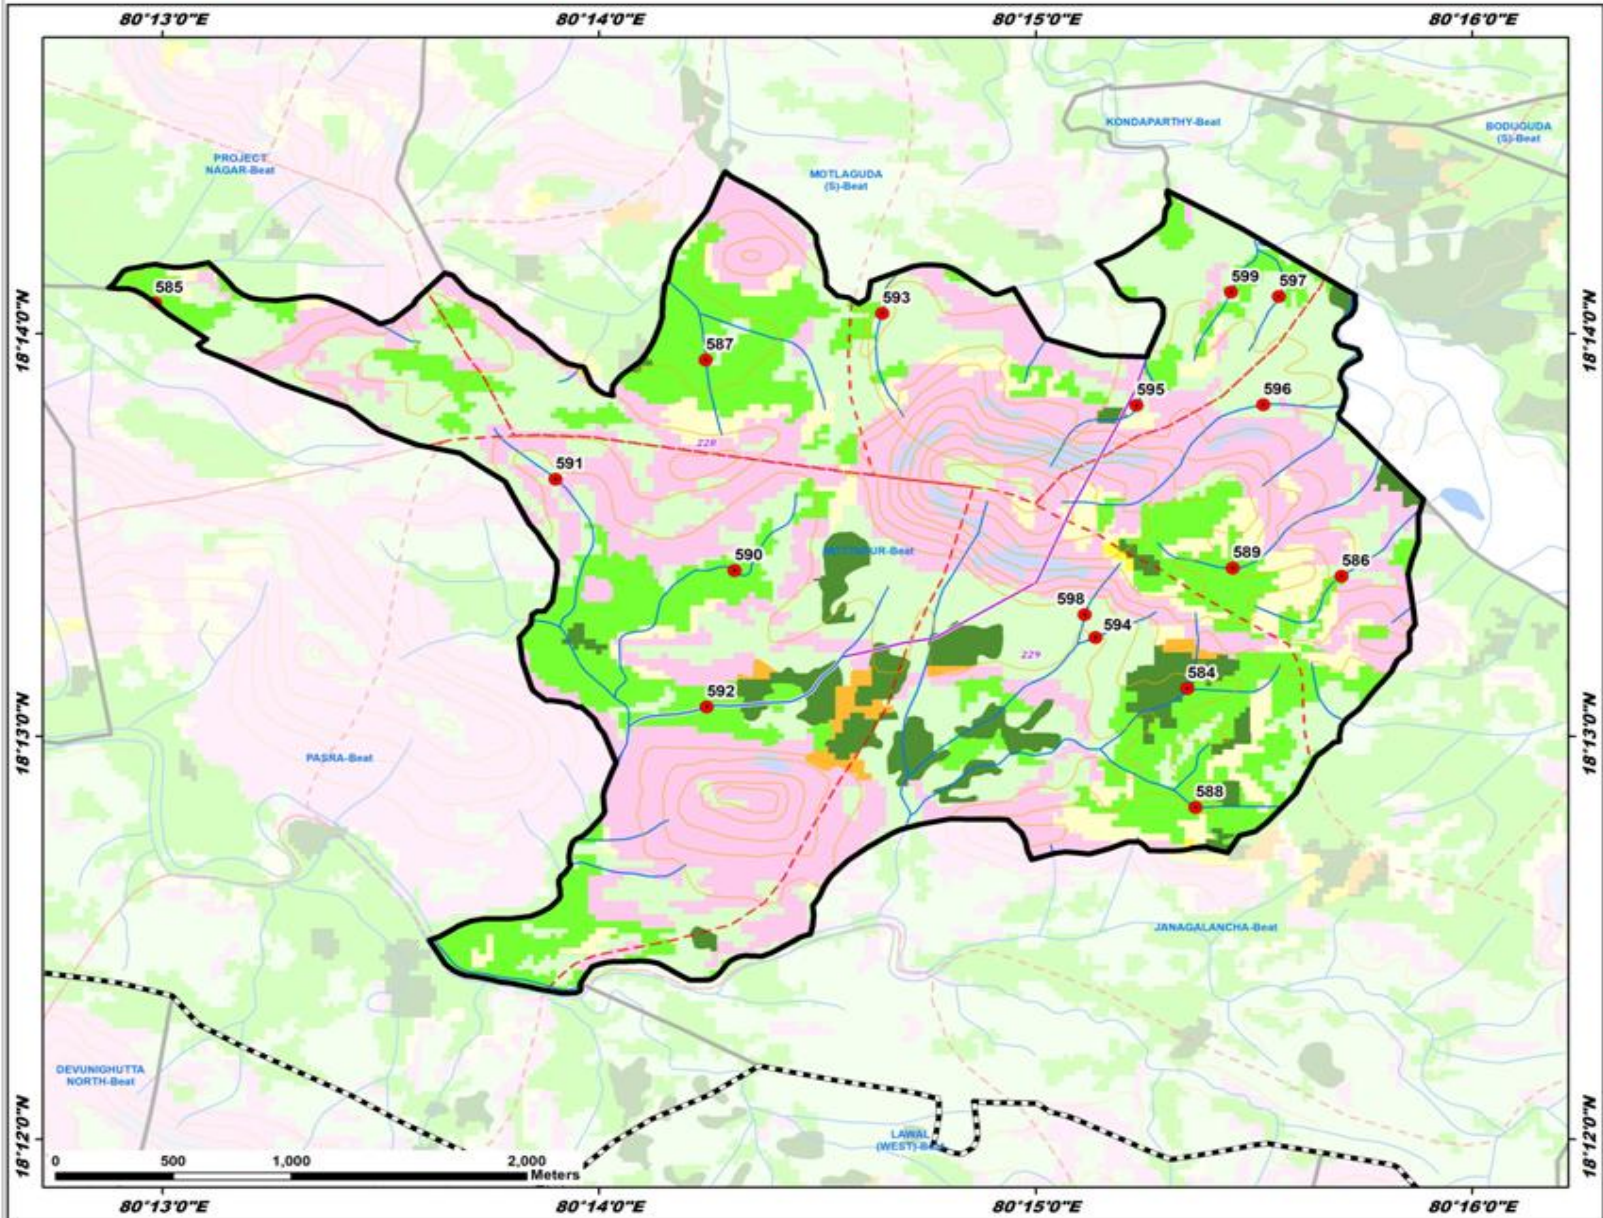 80°13'0"E 80°14'0"E 80°15'0"E 80°16'0"E
KONDAPARTHY-Beat
BODUGUDA
(S)-Beat
PROJECT
NAGAR-Beat
MOTLAGUDA
(S)-Beat
599
597
585
593
18°14'0"N
18°14'0"N
587
595
596
228
591
590
589
586
598
594
229
584
592
18°13'0"N
18°13'0"N
PASRA-Beat
588
JANAGALANCHA-Beat
DEVUNIGHUTTA
NORTH-Beat
18°12'0"N
18°12'0"N
LAWAL
(WEST)-Beat
0 500 1,000 2,000
Meters
80°13'0"E 80°14'0"E 80°15'0"E 80°16'0"E